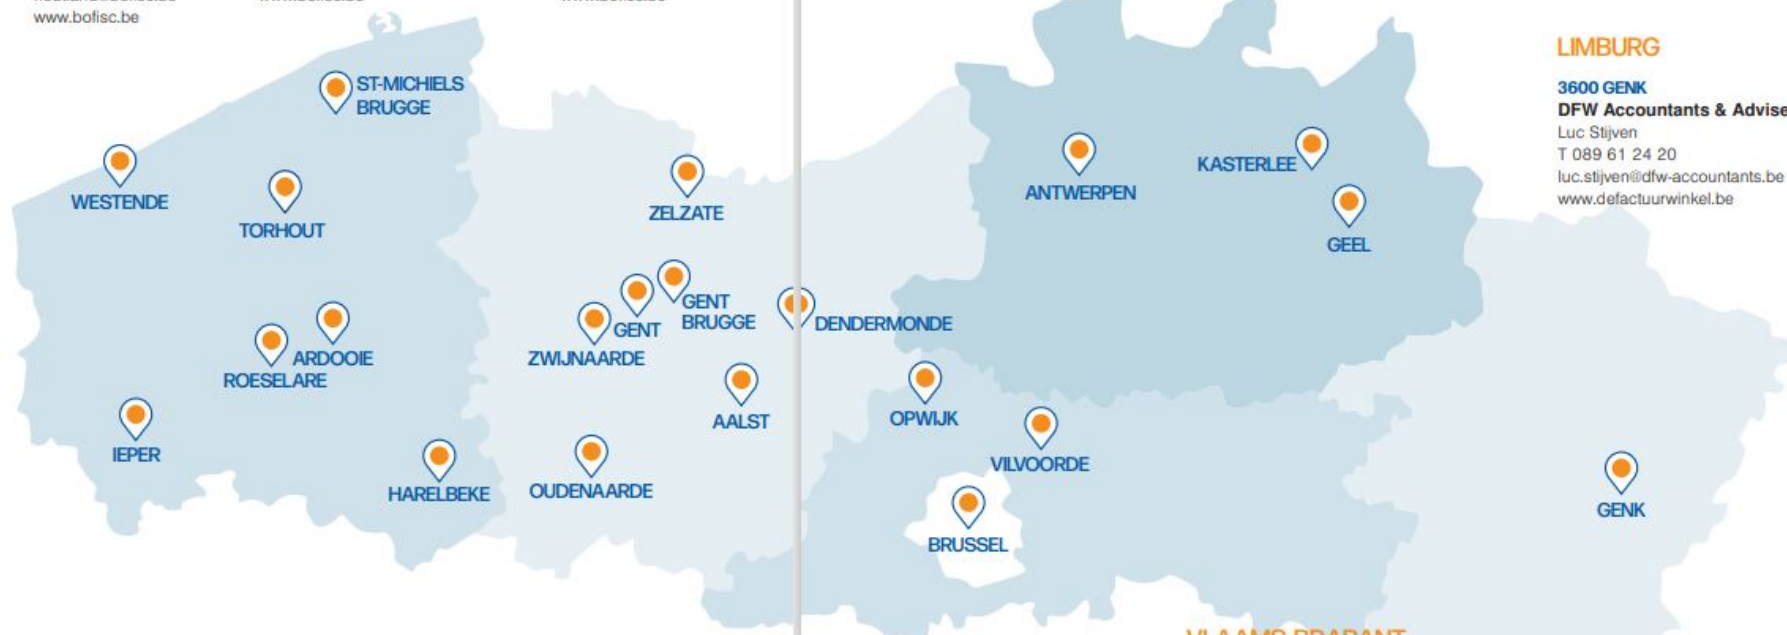 www.bofisc.be
ST-MICHIELS
BRUGGE
WESTENDE
TORHOUT
ZELZATE
GENT
BRUGGE
GENT
ZWIJNAARDE
DENDERMONDE
ARDOOIE
ROESELARE
AALST
IEPER
HARELBEKE
OUDENAARDE
ANTWERPEN
KASTERLEE
GEEL
OPWIJK
VILVOORDE
BRUSSEL
GENK
LIMBURG
3600 GENK
DFW Accountants & Advise
Luc Stijven
T 089 61 24 20
luc.stijven@dfw-accountants.be
www.defactuurwinkel.be
VLAAMS-BRABANT